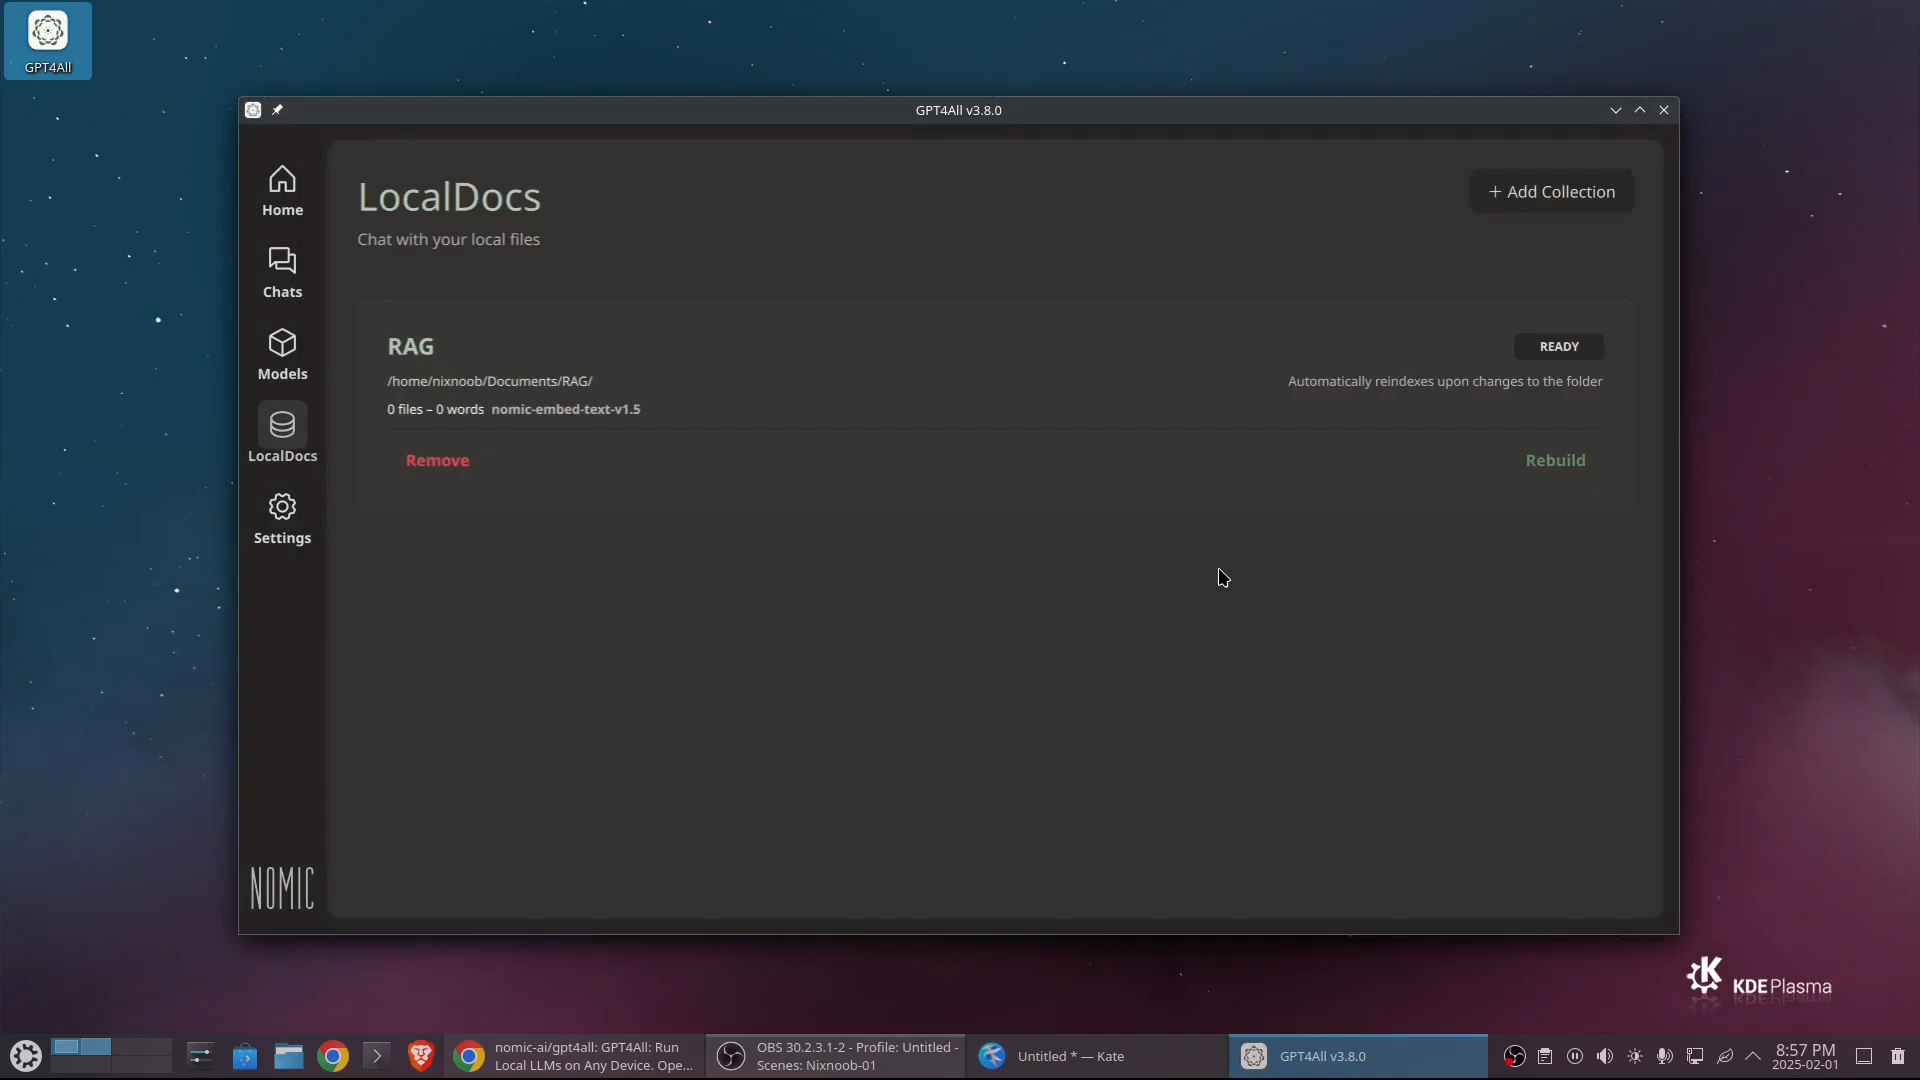 GPT4All
GPT4All v3.8.0
Home
Chats
Models
LocalDocs
Settings
NOMIC
LocalDocs
Chat with your local files
+ Add Collection
RAG
READY
/home/nixnoob/Documents/RAG/
Automatically reindexes upon changes to the folder
0 files – 0 words nomic-embed-text-v1.5
Remove
Rebuild
KDE Plasma
nomic-ai/gpt4all: GPT4All: Run
Local LLMs on Any Device. Ope...
OBS 30.2.3.1-2 - Profile: Untitled -
Scenes: Nixnoob-01
Untitled * — Kate
GPT4All v3.8.0
8:57 PM
2025-02-01